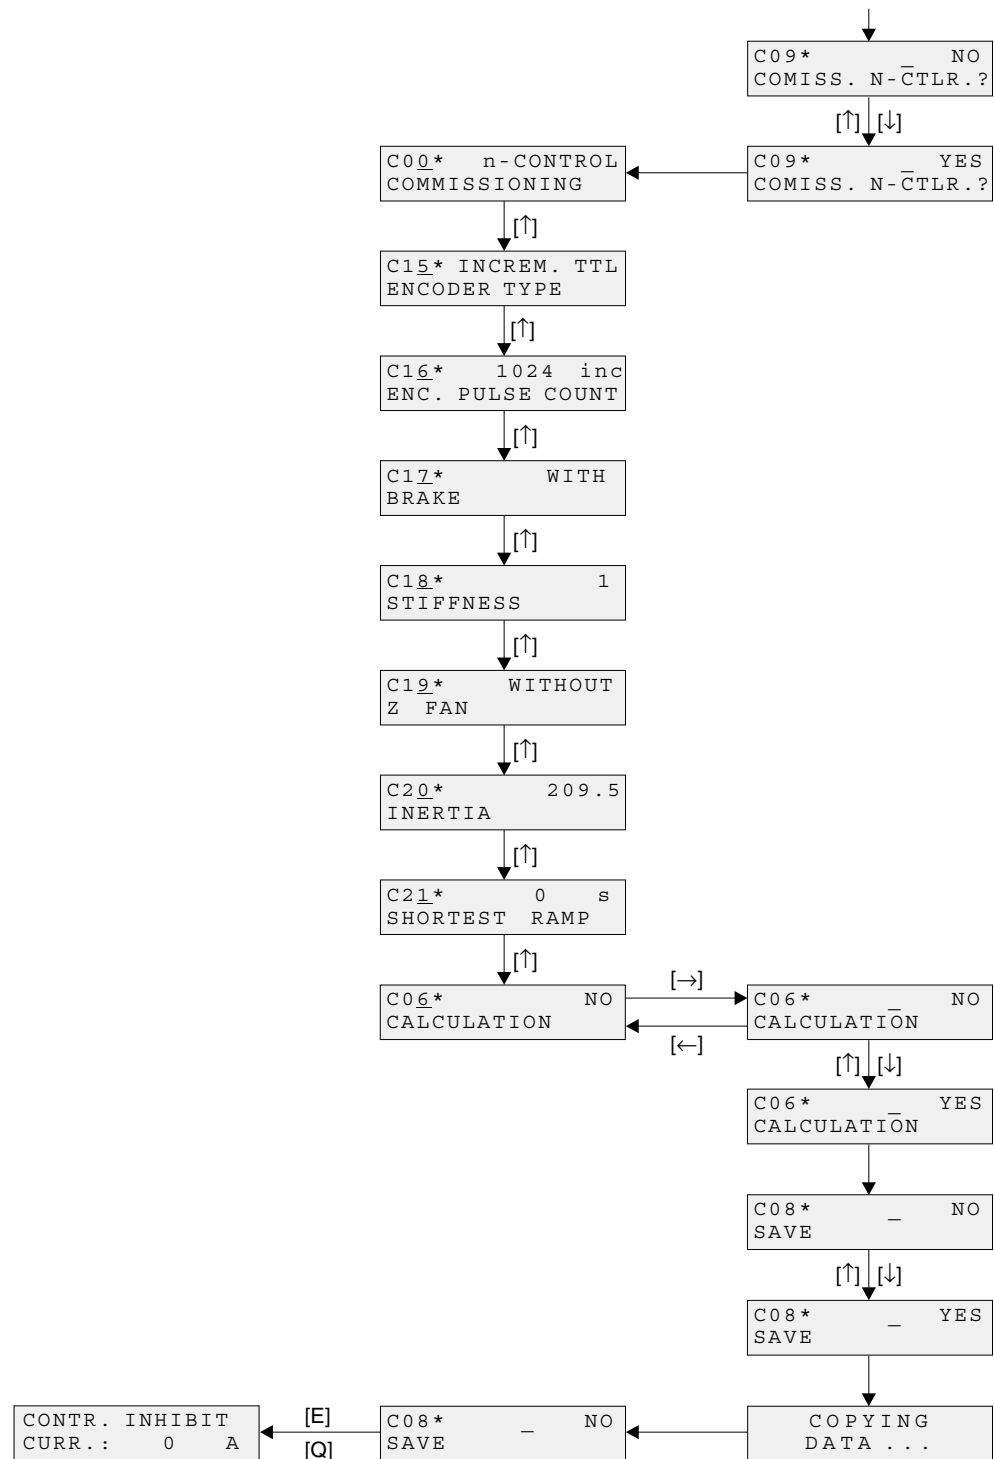 C09* _ NO
COMISS. N-CTLR.?
[↑] [↓]
C00* n-CONTROL
COMMISSIONING
C09* _ YES
COMISS. N-CTLR.?
[↑]
C15* INCREM. TTL
ENCODER TYPE
[↑]
C16* 1024 inc
ENC. PULSE COUNT
[↑]
C17* WITH
BRAKE
[↑]
C18* 1
STIFFNESS
[↑]
C19* WITHOUT
Z FAN
[↑]
C20* 209.5
INERTIA
[↑]
C21* 0 s
SHORTEST RAMP
[↑]
C06* NO
CALCULATION
[→]
[←]
C06* _ NO
CALCULATION
[↑] [↓]
C06* _ YES
CALCULATION
C08* _ NO
SAVE
[↑] [↓]
C08* _ YES
SAVE
COPYING
DATA ...
C08* _ NO
SAVE
[E]
[Q]
CONTR. INHIBIT
CURR.: 0 A